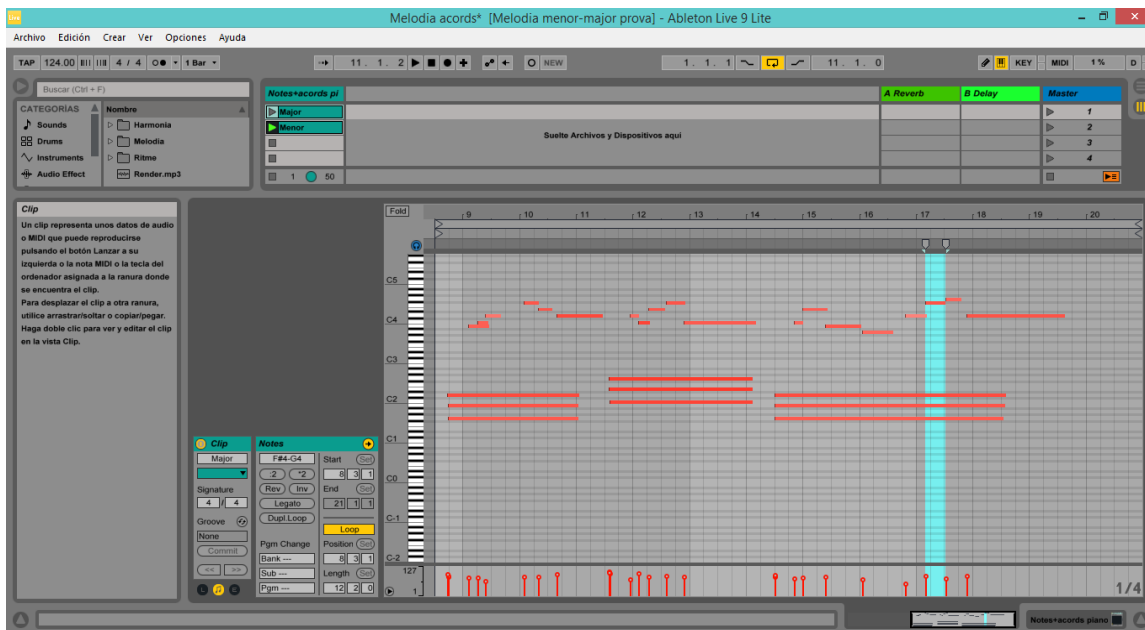 Live
Melodia acords* [Melodia menor-major prova] - Ableton Live 9 Lite
Archivo Edición Crear Ver Opciones Ayuda
TAP 124.00 4 / 4 1 Bar 11. 1. 2 NEW 1. 1. 1 11. 1. 0 KEY MIDI 1 % D
Buscar (Ctrl + F)
CATEGORÍAS Nombre
Sounds Harmonia
Drums Melodia
Instruments Ritme
Audio Effect Render.mp3
Notes+acords pi A Reverb B Delay Master
Major 1
Menor 2
3
4
Suelte Archivos y Dispositivos aquí
1 50
Clip
Un clip representa unos datos de audio
o MIDI que puede reproducirse
pulsando el botón Lanzar a su
izquierda o la nota MIDI o la tecla del
ordenador asignada a la ranura donde
se encuentra el clip.
Para desplazar el clip a otra ranura,
utilice arrastrar/soltar o copiar/pegar.
Haga doble clic para ver y editar el clip
en la vista Clip.
Clip
Major
Signature
4 / 4
Groove
None
Commit
<< >>
L E
Notes
F#4-G4 Start Set
:2 *2 8 3 1
Rev Inv End Set
Legato 21 1 1
Dupl.Loop
Loop
Pgm Change Position Set
Bank --- 8 3 1
Sub --- Length Set
Pgm --- 12 2 0
Fold 9 10 11 12 13 14 15 16 17 18 19 20
C5
C4
C3
C2
C1
C0
C-1
C-2
127
1
1/4
Notes+acords piano